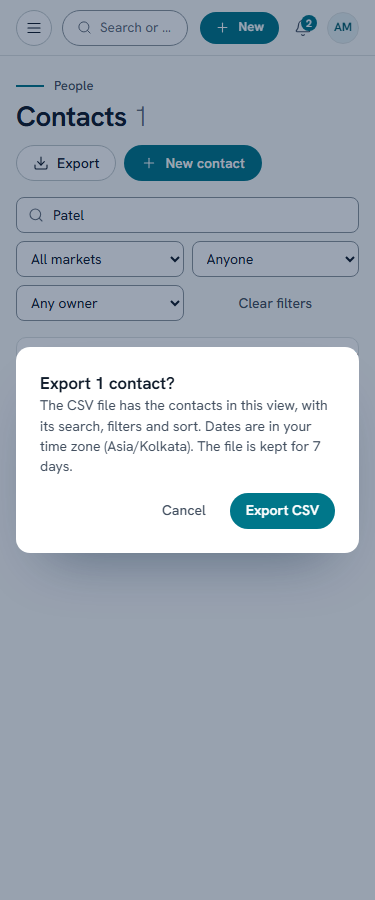 Search or ...
New
2
AM
People
Contacts 1
Export
New contact
Patel
All markets
Anyone
Any owner
Clear filters
Export 1 contact?
The CSV file has the contacts in this view, with
its search, filters and sort. Dates are in your
time zone (Asia/Kolkata). The file is kept for 7
days.
Cancel
Export CSV